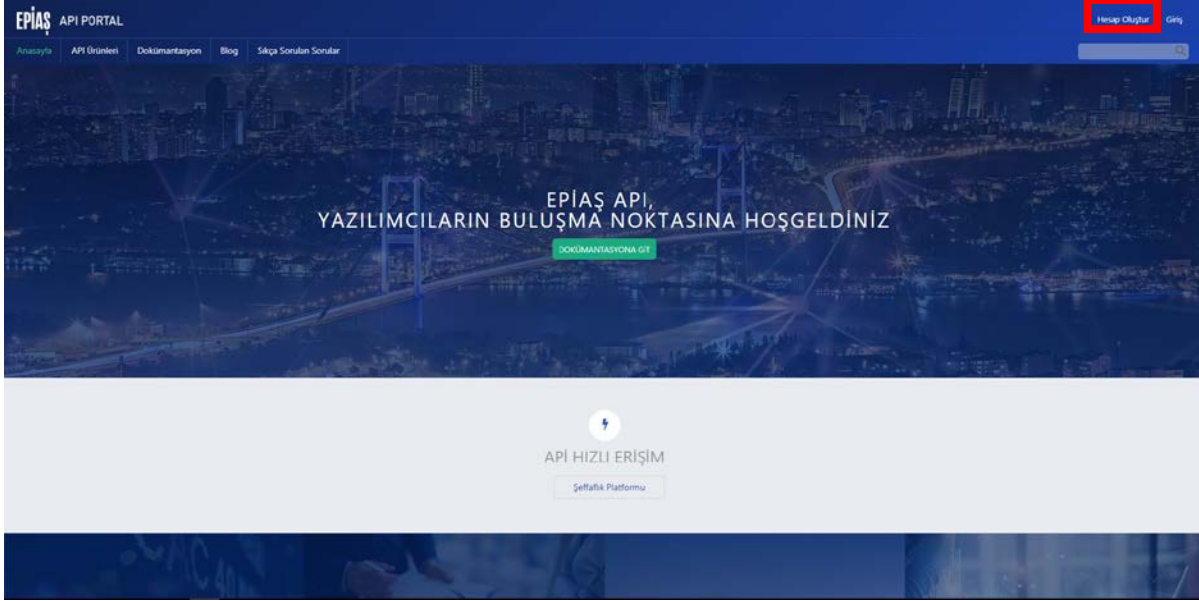 EPİAŞ API PORTAL
Hesap Oluştur Giriş
Anasayfa API Ürünleri Dokümantasyon Blog Sıkça Sorulan Sorular
EPİAŞ API,
YAZILIMCILARIN BULUŞMA NOKTASINA HOŞGELDİNİZ
DOKÜMANTASYONA GİT
APİ HIZLI ERİŞİM
Şeffaflık Platformu